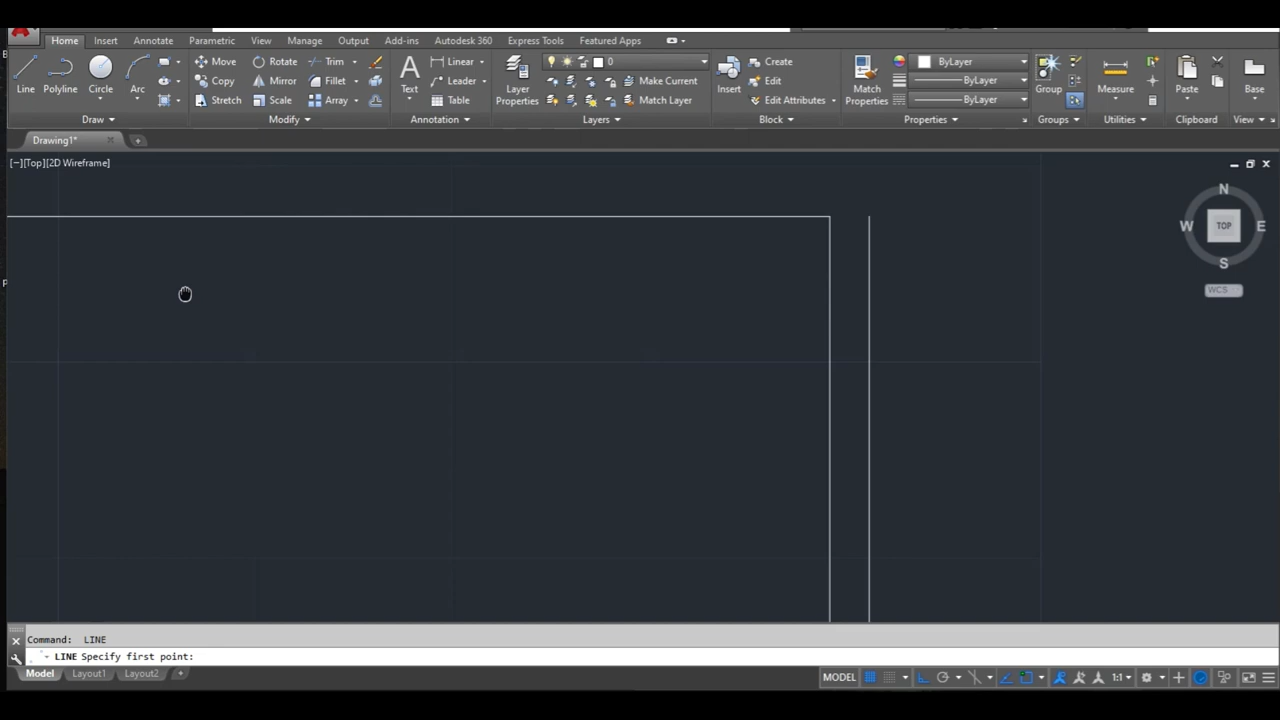 Home Insert Annotate Parametric View Manage Output Add-ins Autodesk 360 Express Tools Featured Apps
Line Polyline Circle Arc Move Rotate Trim Text Linear 0 Insert Create Match Properties ByLayer Group Measure Paste Base
Copy Mirror Fillet Leader Layer Properties Make Current Edit ByLayer
Stretch Scale Array Table Match Layer Edit Attributes ByLayer
Draw Modify Annotation Layers Block Properties Groups Utilities Clipboard View
Drawing1*
[−][Top][2D Wireframe]
N
W TOP E
S
WCS
Command: LINE
LINE Specify first point:
Model Layout1 Layout2 + MODEL 1:1